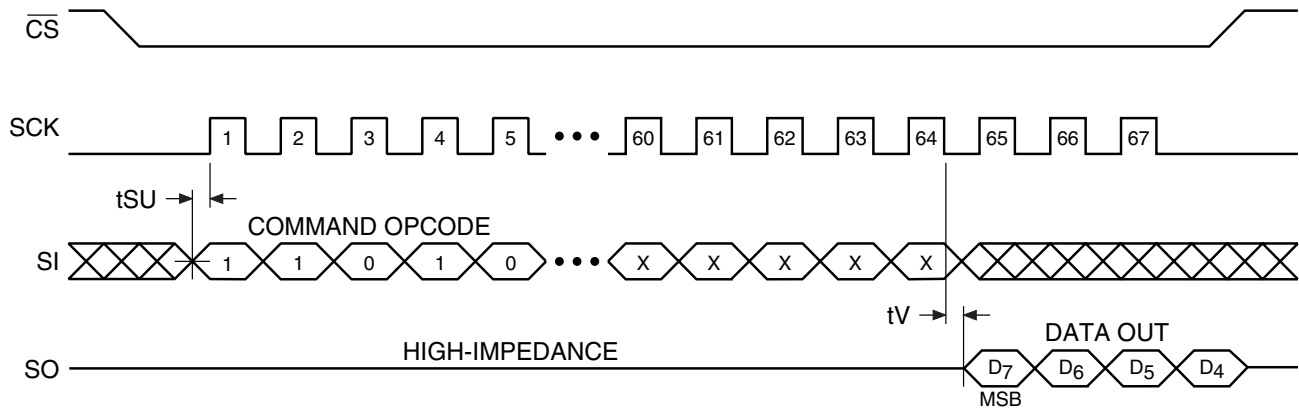 CS
SCK 1 2 3 4 5 ••• 60 61 62 63 64 65 66 67
tSU
COMMAND OPCODE
SI 1 1 0 1 0 ••• X X X X X
tV
HIGH-IMPEDANCE DATA OUT
SO D7 D6 D5 D4
MSB